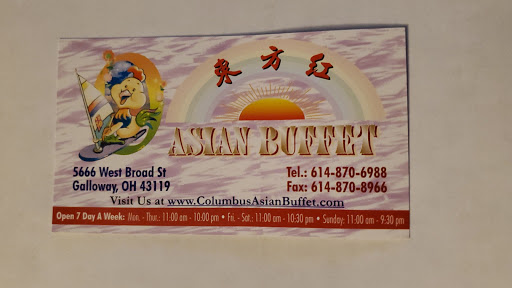 东方红
ASIAN BUFFET
5666 West Broad St
Galloway, OH 43119
Tel.: 614-870-6988
Fax: 614-870-8966
Visit Us at www.ColumbusAsianBuffet.com
Open 7 Day A Week: Mon. - Thur.: 11:00 am - 10:00 pm • Fri. - Sat.: 11:00 am - 10:30 pm • Sunday: 11:00 am - 9:30 pm